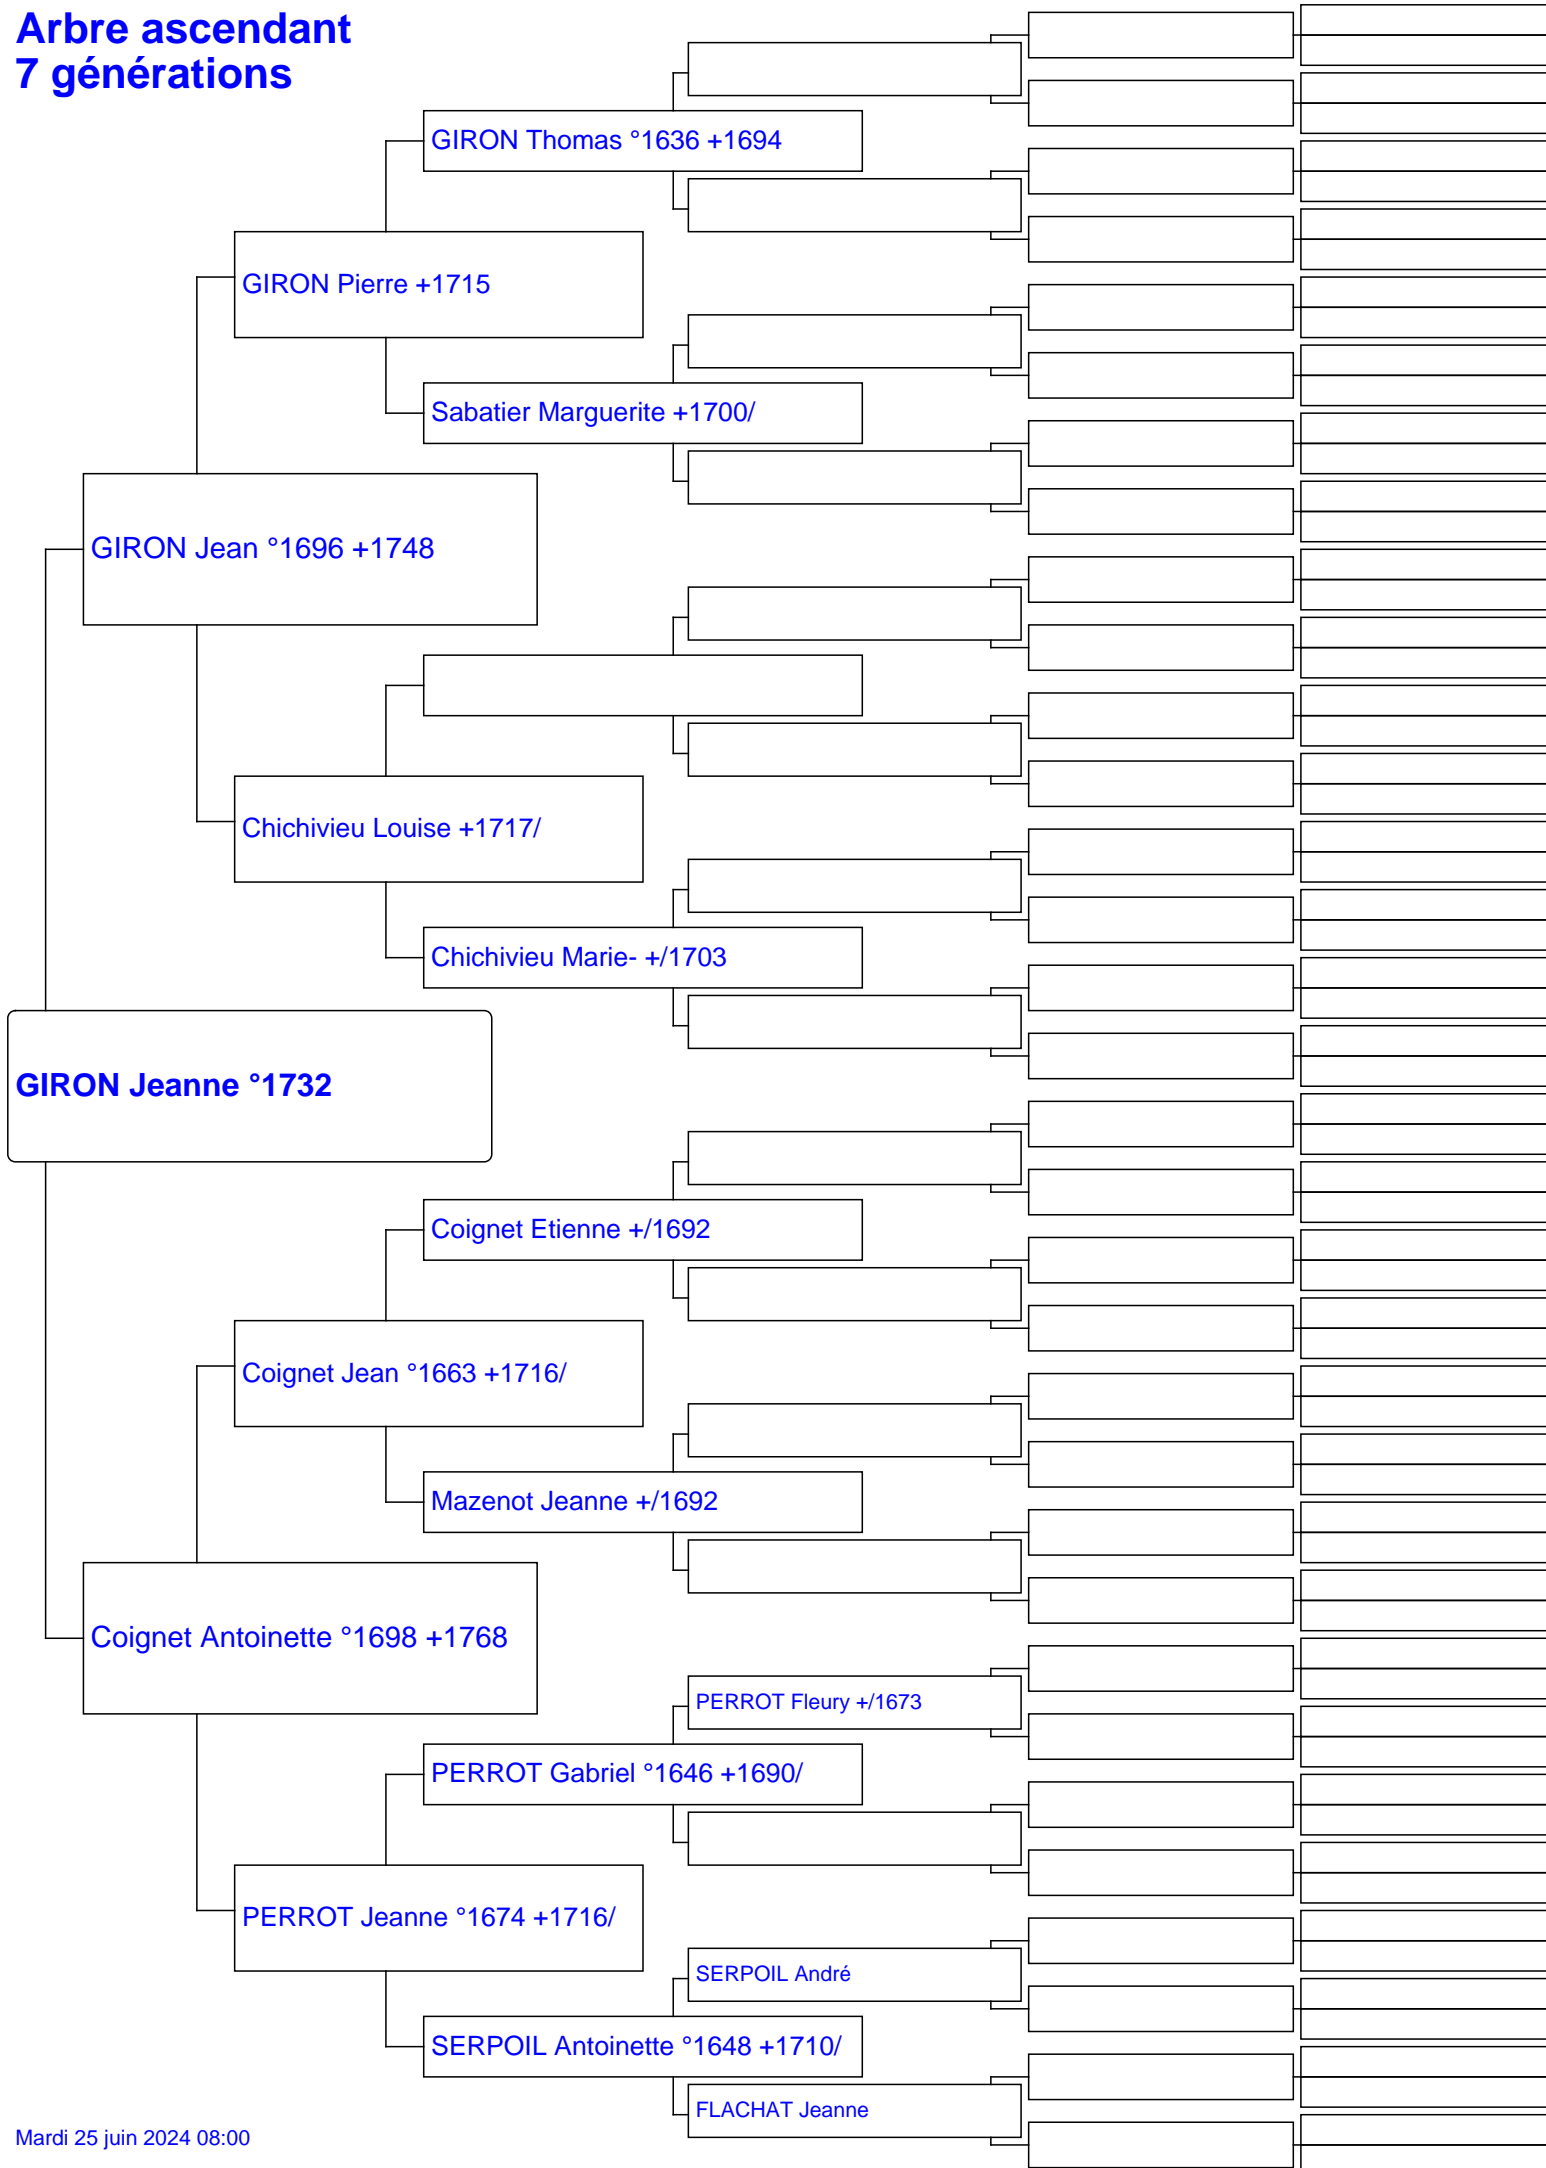 Arbre ascendant
7 générations
GIRON Thomas °1636 +1694
GIRON Pierre +1715
Sabatier Marguerite +1700/
GIRON Jean °1696 +1748
Chichivieu Louise +1717/
Chichivieu Marie- +/1703
GIRON Jeanne °1732
Coignet Etienne +/1692
Coignet Jean °1663 +1716/
Mazenot Jeanne +/1692
Coignet Antoinette °1698 +1768
PERROT Fleury +/1673
PERROT Gabriel °1646 +1690/
PERROT Jeanne °1674 +1716/
SERPOIL André
SERPOIL Antoinette °1648 +1710/
FLACHAT Jeanne
Mardi 25 juin 2024 08:00